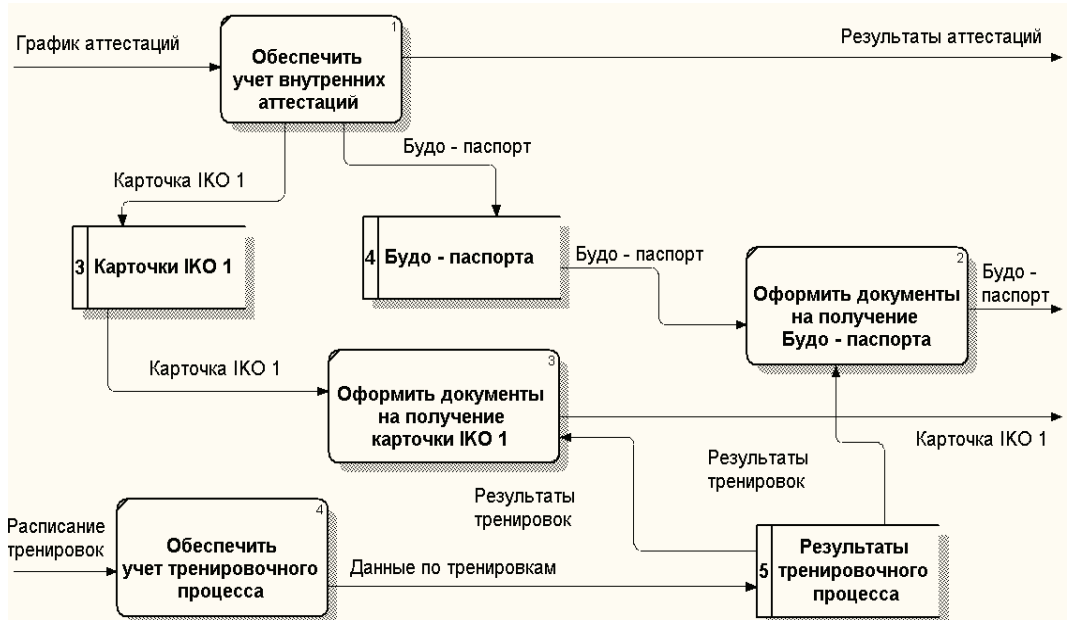 График аттестаций
1
Обеспечить
учет внутренних
аттестаций
Результаты аттестаций
Будо - паспорт
Карточка IKO 1
3 Карточки IKO 1
4 Будо - паспорта
Будо - паспорт
2
Оформить документы
на получение
Будо - паспорта
Будо -
паспорт
Карточка IKO 1
3
Оформить документы
на получение
карточки IKO 1
Карточка IKO 1
Результаты
тренировок
Результаты
тренировок
Расписание
тренировок
4
Обеспечить
учет тренировочного
процесса
Данные по тренировкам
5
Результаты
тренировочного
процесса